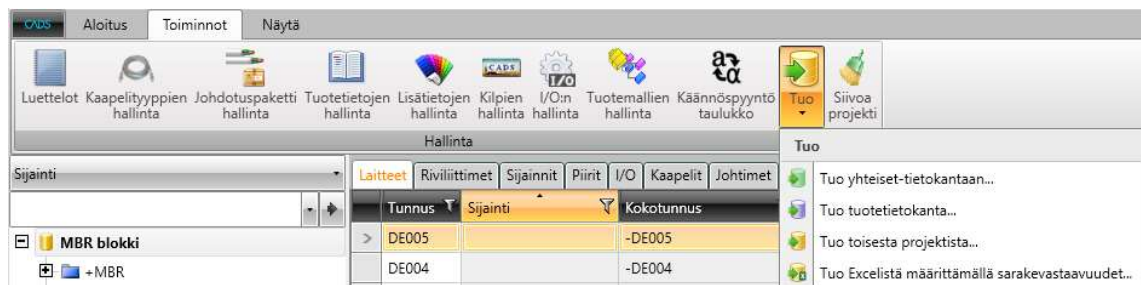 CADS Aloitus Toiminnot Näytä
CADS I/O a a
Luettelot Kaapelityyppien Johdotuspaketti Tuotetietojen Lisätietojen Kilpien I/O:n Tuotemallien Käännöspyyntö Tuo Siivoa
hallinta hallinta hallinta hallinta hallinta hallinta hallinta taulukko projekti
Hallinta
Tuo
Sijainti
Laitteet Riviliittimet Sijainnit Piirit I/O Kaapelit Johtimet
Tuo yhteiset-tietokantaan...
Tunnus Sijainti Kokotunnus
Tuo tuotetietokanta...
MBR blokki
DE005 -DE005
Tuo toisesta projektista...
+MBR
DE004 -DE004
Tuo Excelistä määrittämällä sarakevastaavuudet...